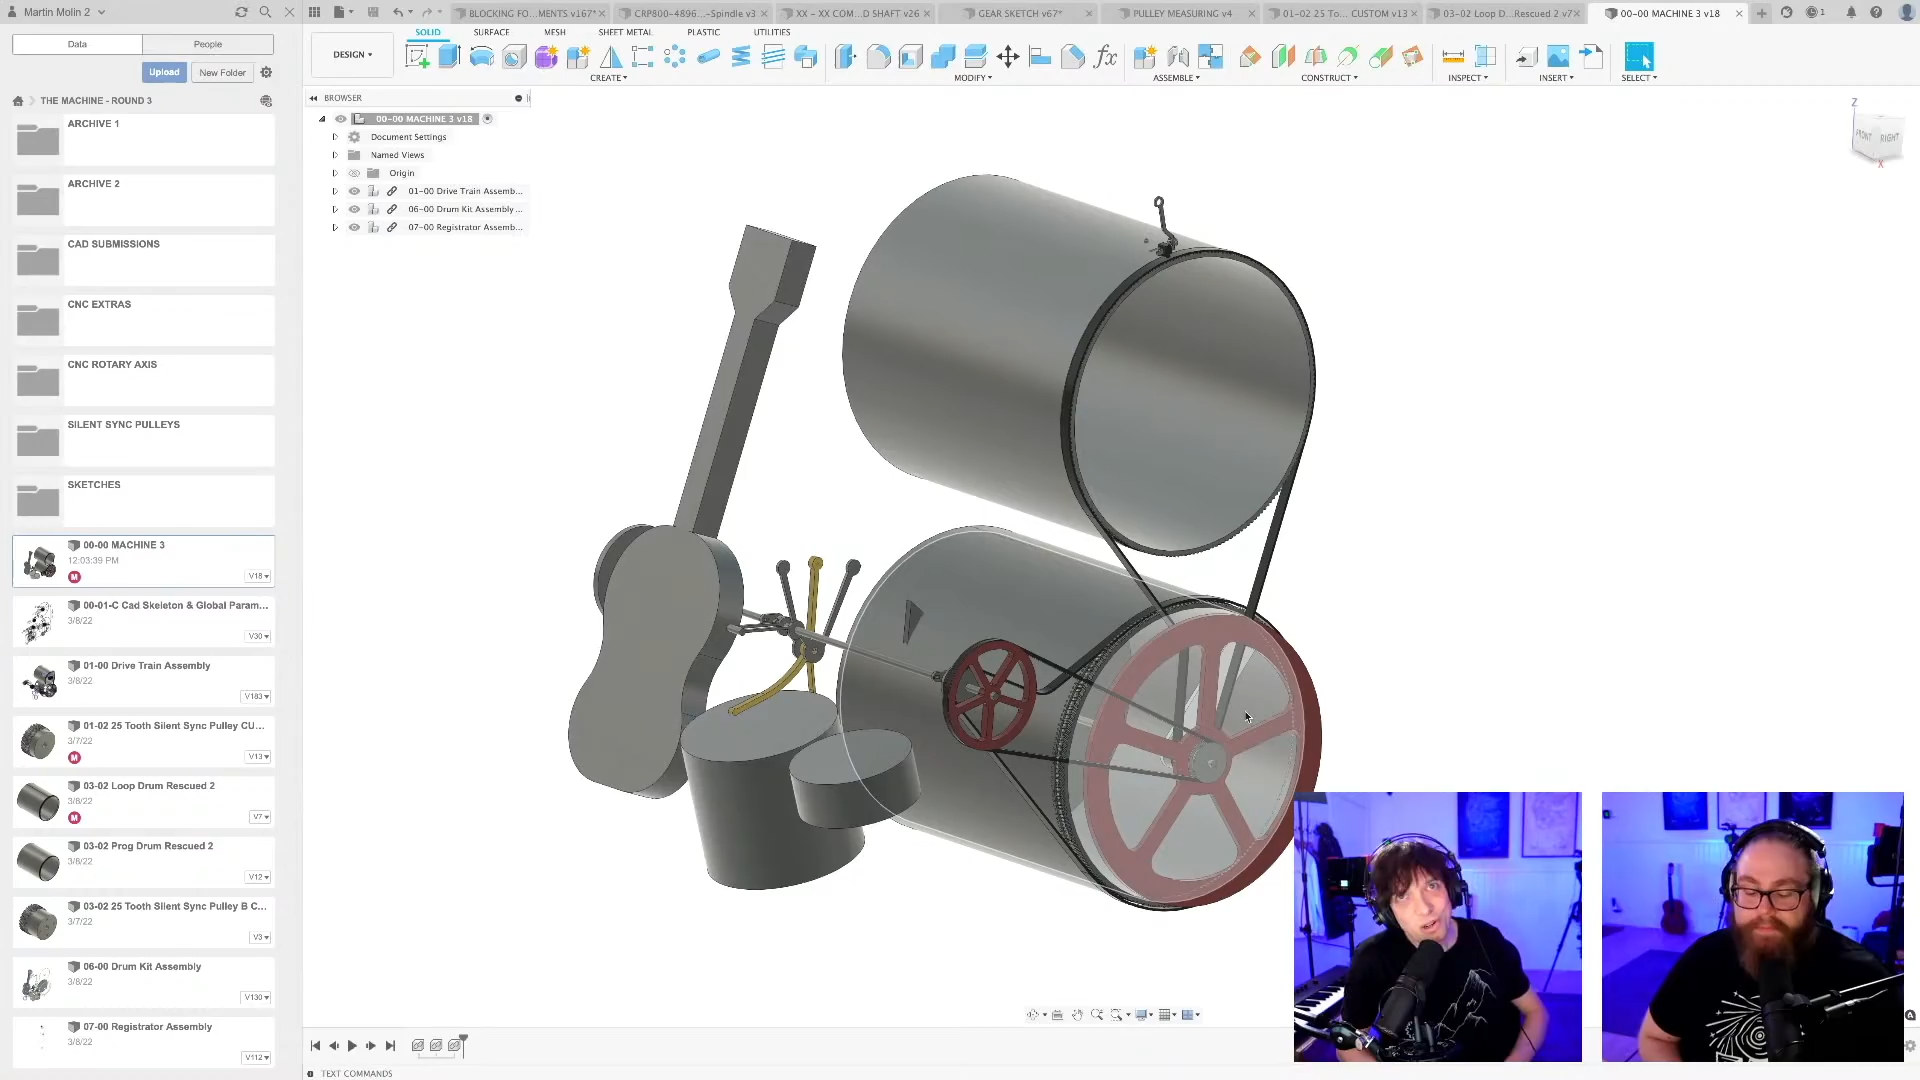 Martin Molin 2
BLOCKING FO...MENTS v167*
CRP800-4896...-Spindle v3
XX - XX COM...D SHAFT v26
GEAR SKETCH v67*
PULLEY MEASURING v4
01-02 25 To... CUSTOM v13
03-02 Loop D...Rescued 2 v7*
00-00 MACHINE 3 v18
1
Data
People
Upload
New Folder
THE MACHINE - ROUND 3
ARCHIVE 1
ARCHIVE 2
CAD SUBMISSIONS
CNC EXTRAS
CNC ROTARY AXIS
SILENT SYNC PULLEYS
SKETCHES
00-00 MACHINE 3
12:03:39 PM
M
V18
00-01-C Cad Skeleton & Global Param...
3/8/22
V30
01-00 Drive Train Assembly
3/8/22
V183
01-02 25 Tooth Silent Sync Pulley CU...
3/7/22
M
V13
03-02 Loop Drum Rescued 2
3/8/22
M
V7
03-02 Prog Drum Rescued 2
3/8/22
V12
03-02 25 Tooth Silent Sync Pulley B C...
3/7/22
V3
06-00 Drum Kit Assembly
3/8/22
V130
07-00 Registrator Assembly
3/8/22
V112
DESIGN
SOLID
SURFACE
MESH
SHEET METAL
PLASTIC
UTILITIES
CREATE
MODIFY
ASSEMBLE
CONSTRUCT
INSPECT
INSERT
SELECT
fx
BROWSER
00-00 MACHINE 3 v18
Document Settings
Named Views
Origin
01-00 Drive Train Assemb...
06-00 Drum Kit Assembly ...
07-00 Registrator Assemb...
Z
FRONT
RIGHT
X
TEXT COMMANDS